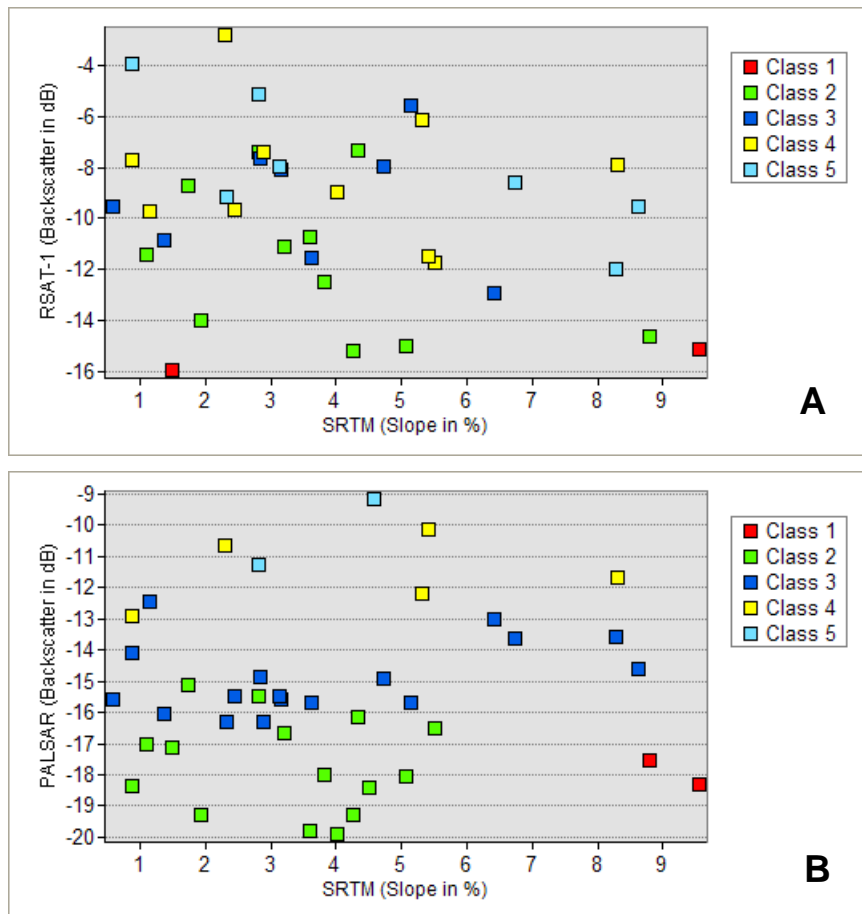 -4
-6
-8
-10
-12
-14
-16
RSAT-1 (Backscatter in dB)
1 2 3 4 5 6 7 8 9
SRTM (Slope in %)
Class 1
Class 2
Class 3
Class 4
Class 5
A
-9
-10
-11
-12
-13
-14
-15
-16
-17
-18
-19
-20
PALSAR (Backscatter in dB)
1 2 3 4 5 6 7 8 9
SRTM (Slope in %)
Class 1
Class 2
Class 3
Class 4
Class 5
B